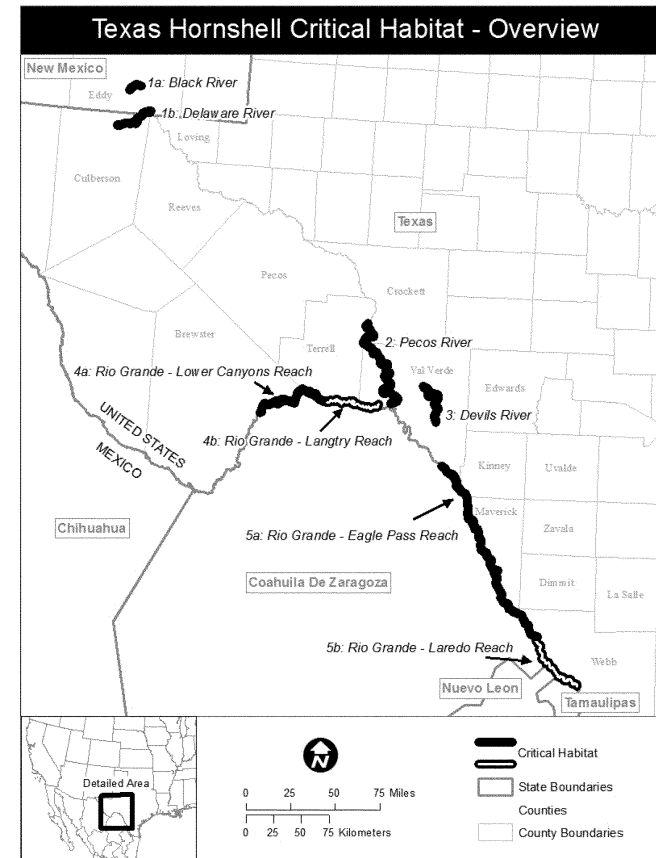 Texas Hornshell Critical Habitat - Overview
New Mexico
Eddy
1a: Black River
1b: Delaware River
Loving
Culberson
Reeves
Texas
Pecos
Crockett
Brewster
Terrell
2: Pecos River
4a: Rio Grande - Lower Canyons Reach
Val Verde
Edwards
3: Devils River
UNITED STATES
MEXICO
4b: Rio Grande - Langtry Reach
Kinney
Uvalde
Maverick
Chihuahua
5a: Rio Grande - Eagle Pass Reach
Zavala
Coahuila De Zaragoza
Dimmit
La Salle
5b: Rio Grande - Laredo Reach
Webb
Nuevo Leon
Tamaulipas
Detailed Area
N
0 25 50 75 Miles
0 25 50 75 Kilometers
Critical Habitat
State Boundaries
Counties
County Boundaries